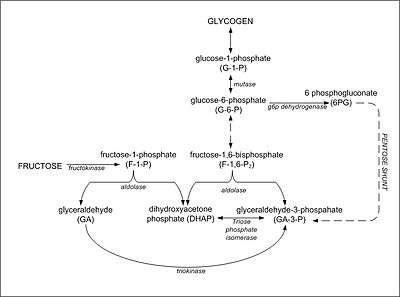 GLYCOGEN
glucose-1-phosphate
(G-1-P)
mutase
glucose-6-phosphate
(G-6-P)
g6p dehydrogenase
6 phosphogluconate
(6PG)
PENTOSE SHUNT
FRUCTOSE
fructokinase
fructose-1-phosphate
(F-1-P)
fructose-1,6-bisphosphate
(F-1,6-P₂)
aldolase
aldolase
glyceraldehyde
(GA)
dihydroxyacetone
phosphate (DHAP)
Triose
phosphate
isomerase
glyceraldehyde-3-phospahate
(GA-3-P)
triokinase